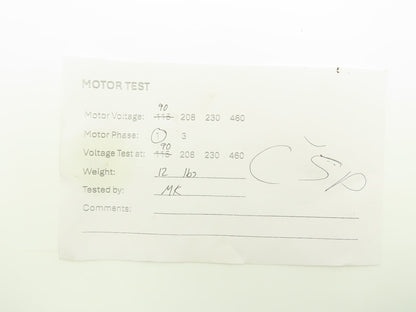 MOTOR TEST
90
Motor Voltage: 115 208 230 460
Motor Phase: 1 3
90
Voltage Test at: 115 208 230 460
Weight: 12 lbs
Tested by: MK
Comments: